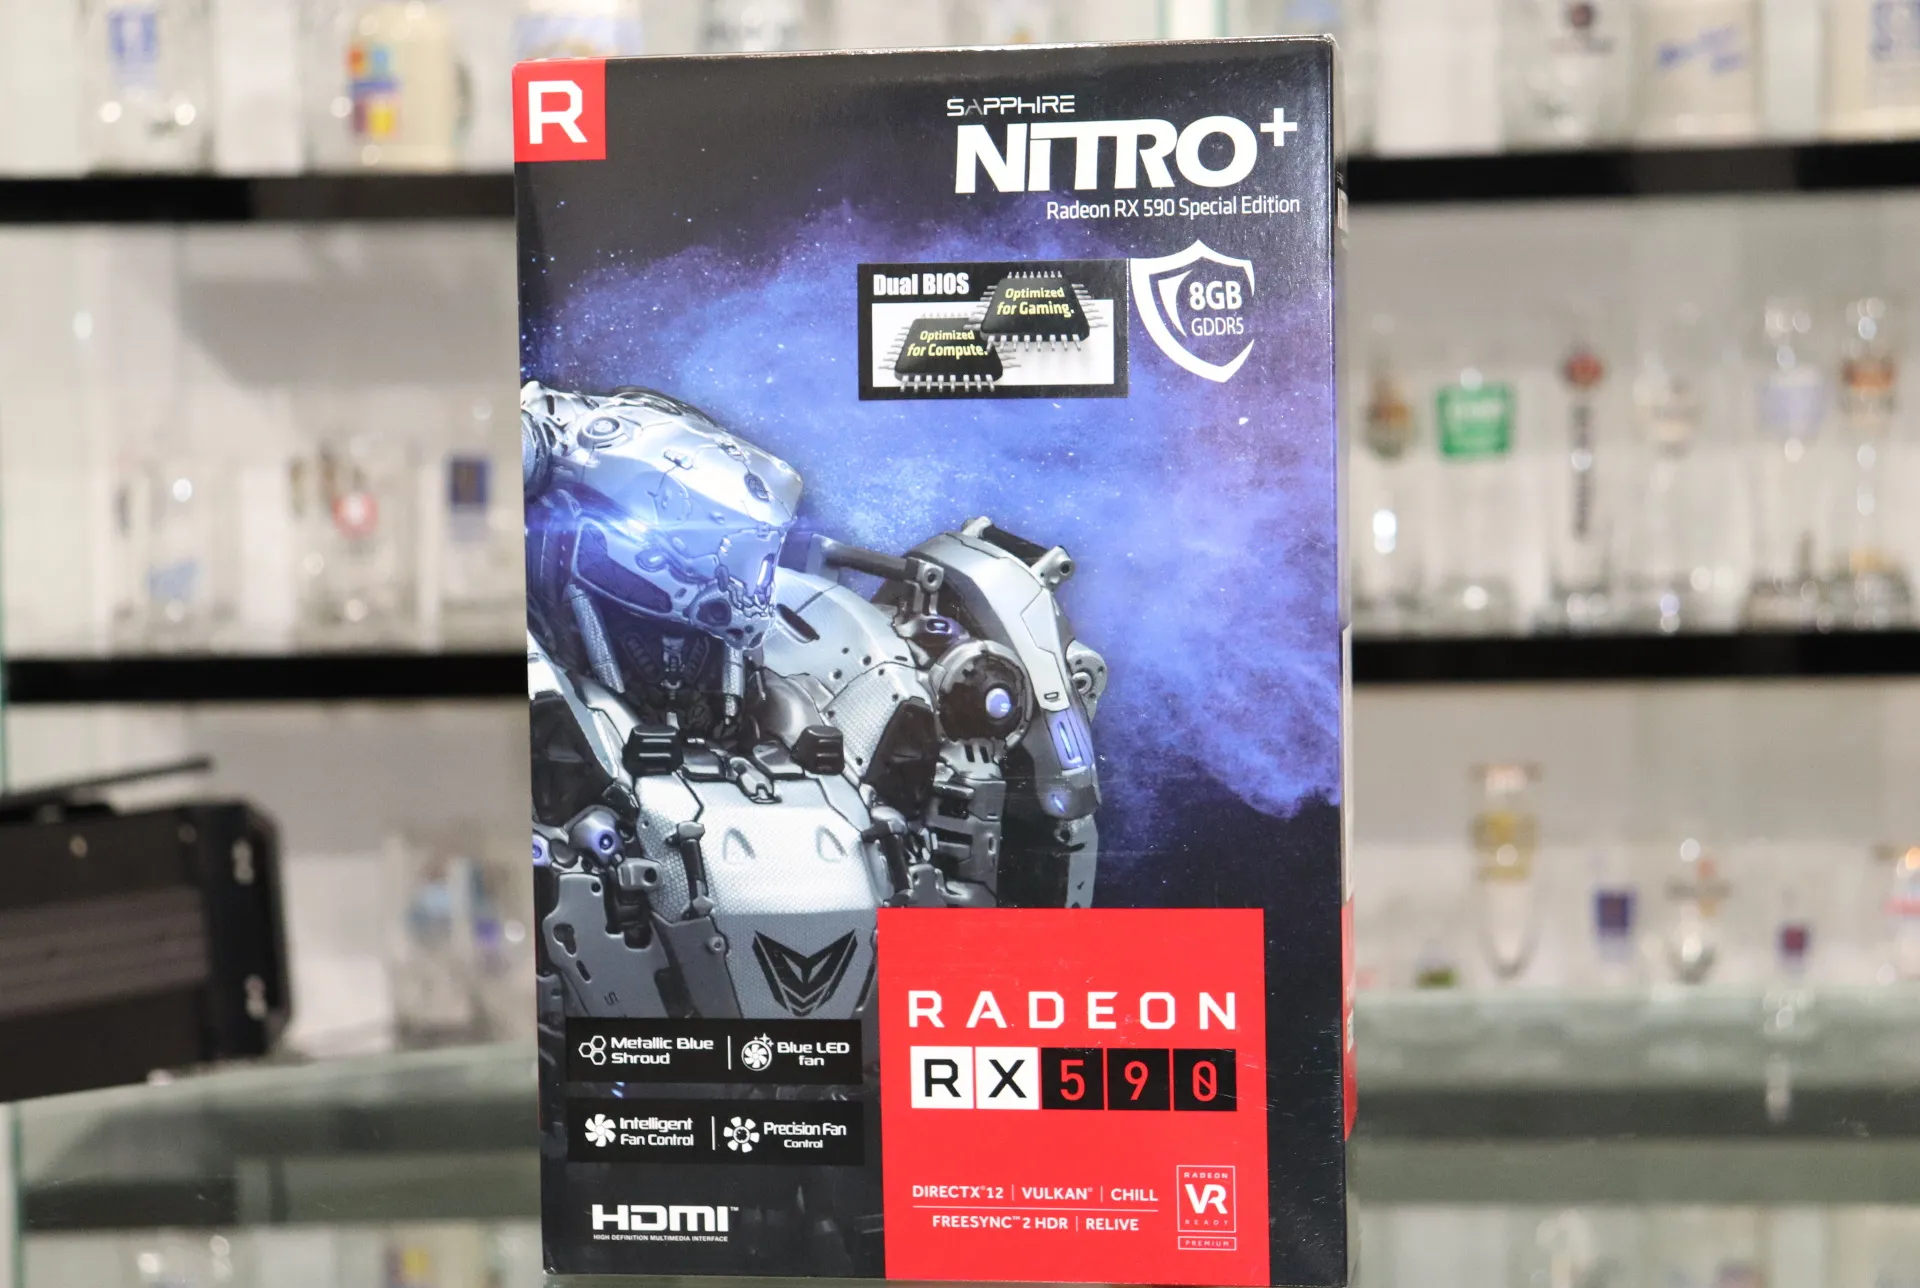 R
SAPPHIRE
NiTRO+
Radeon RX 590 Special Edition
Dual BIOS
Optimized
for Gaming.
Optimized
for Compute.
8GB
GDDR5
RADEON
RX 590
Metallic Blue
Shroud
Blue LED
fan
Intelligent
Fan Control
Precision Fan
Control
HDMI™
HIGH DEFINITION MULTIMEDIA INTERFACE
DIRECTX®12 | VULKAN® | CHILL
FREESYNC™ 2 HDR | RELIVE
RADEON
VR
READY
PREMIUM